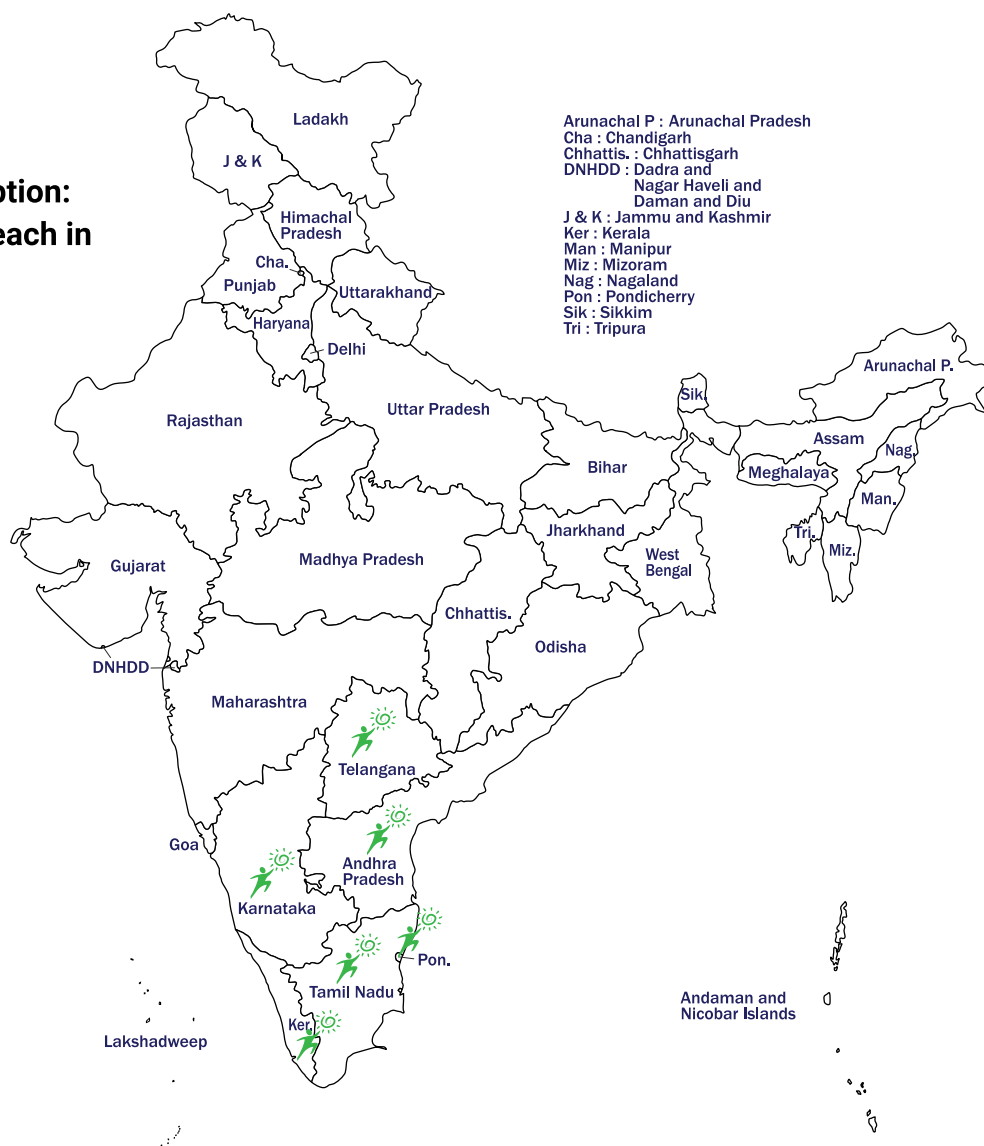 ption:
each in
Ladakh
Arunachal P : Arunachal Pradesh
Cha : Chandigarh
Chhattis. : Chhattisgarh
DNHDD : Dadra and
Nagar Haveli and
Daman and Diu
J & K : Jammu and Kashmir
Ker : Kerala
Man : Manipur
Miz : Mizoram
Nag : Nagaland
Pon : Pondicherry
Sik : Sikkim
Tri : Tripura
J & K
Himachal
Pradesh
Cha.
Punjab
Uttarakhand
Haryana
Delhi
Arunachal P.
Sik.
Rajasthan
Uttar Pradesh
Assam
Nag.
Bihar
Meghalaya
Man.
Jharkhand
Tri.
Miz.
West
Bengal
Gujarat
Madhya Pradesh
Chhattis.
Odisha
DNHDD
Maharashtra
Telangana
Goa
Andhra
Pradesh
Karnataka
Pon.
Tamil Nadu
Andaman and
Nicobar Islands
Ker.
Lakshadweep